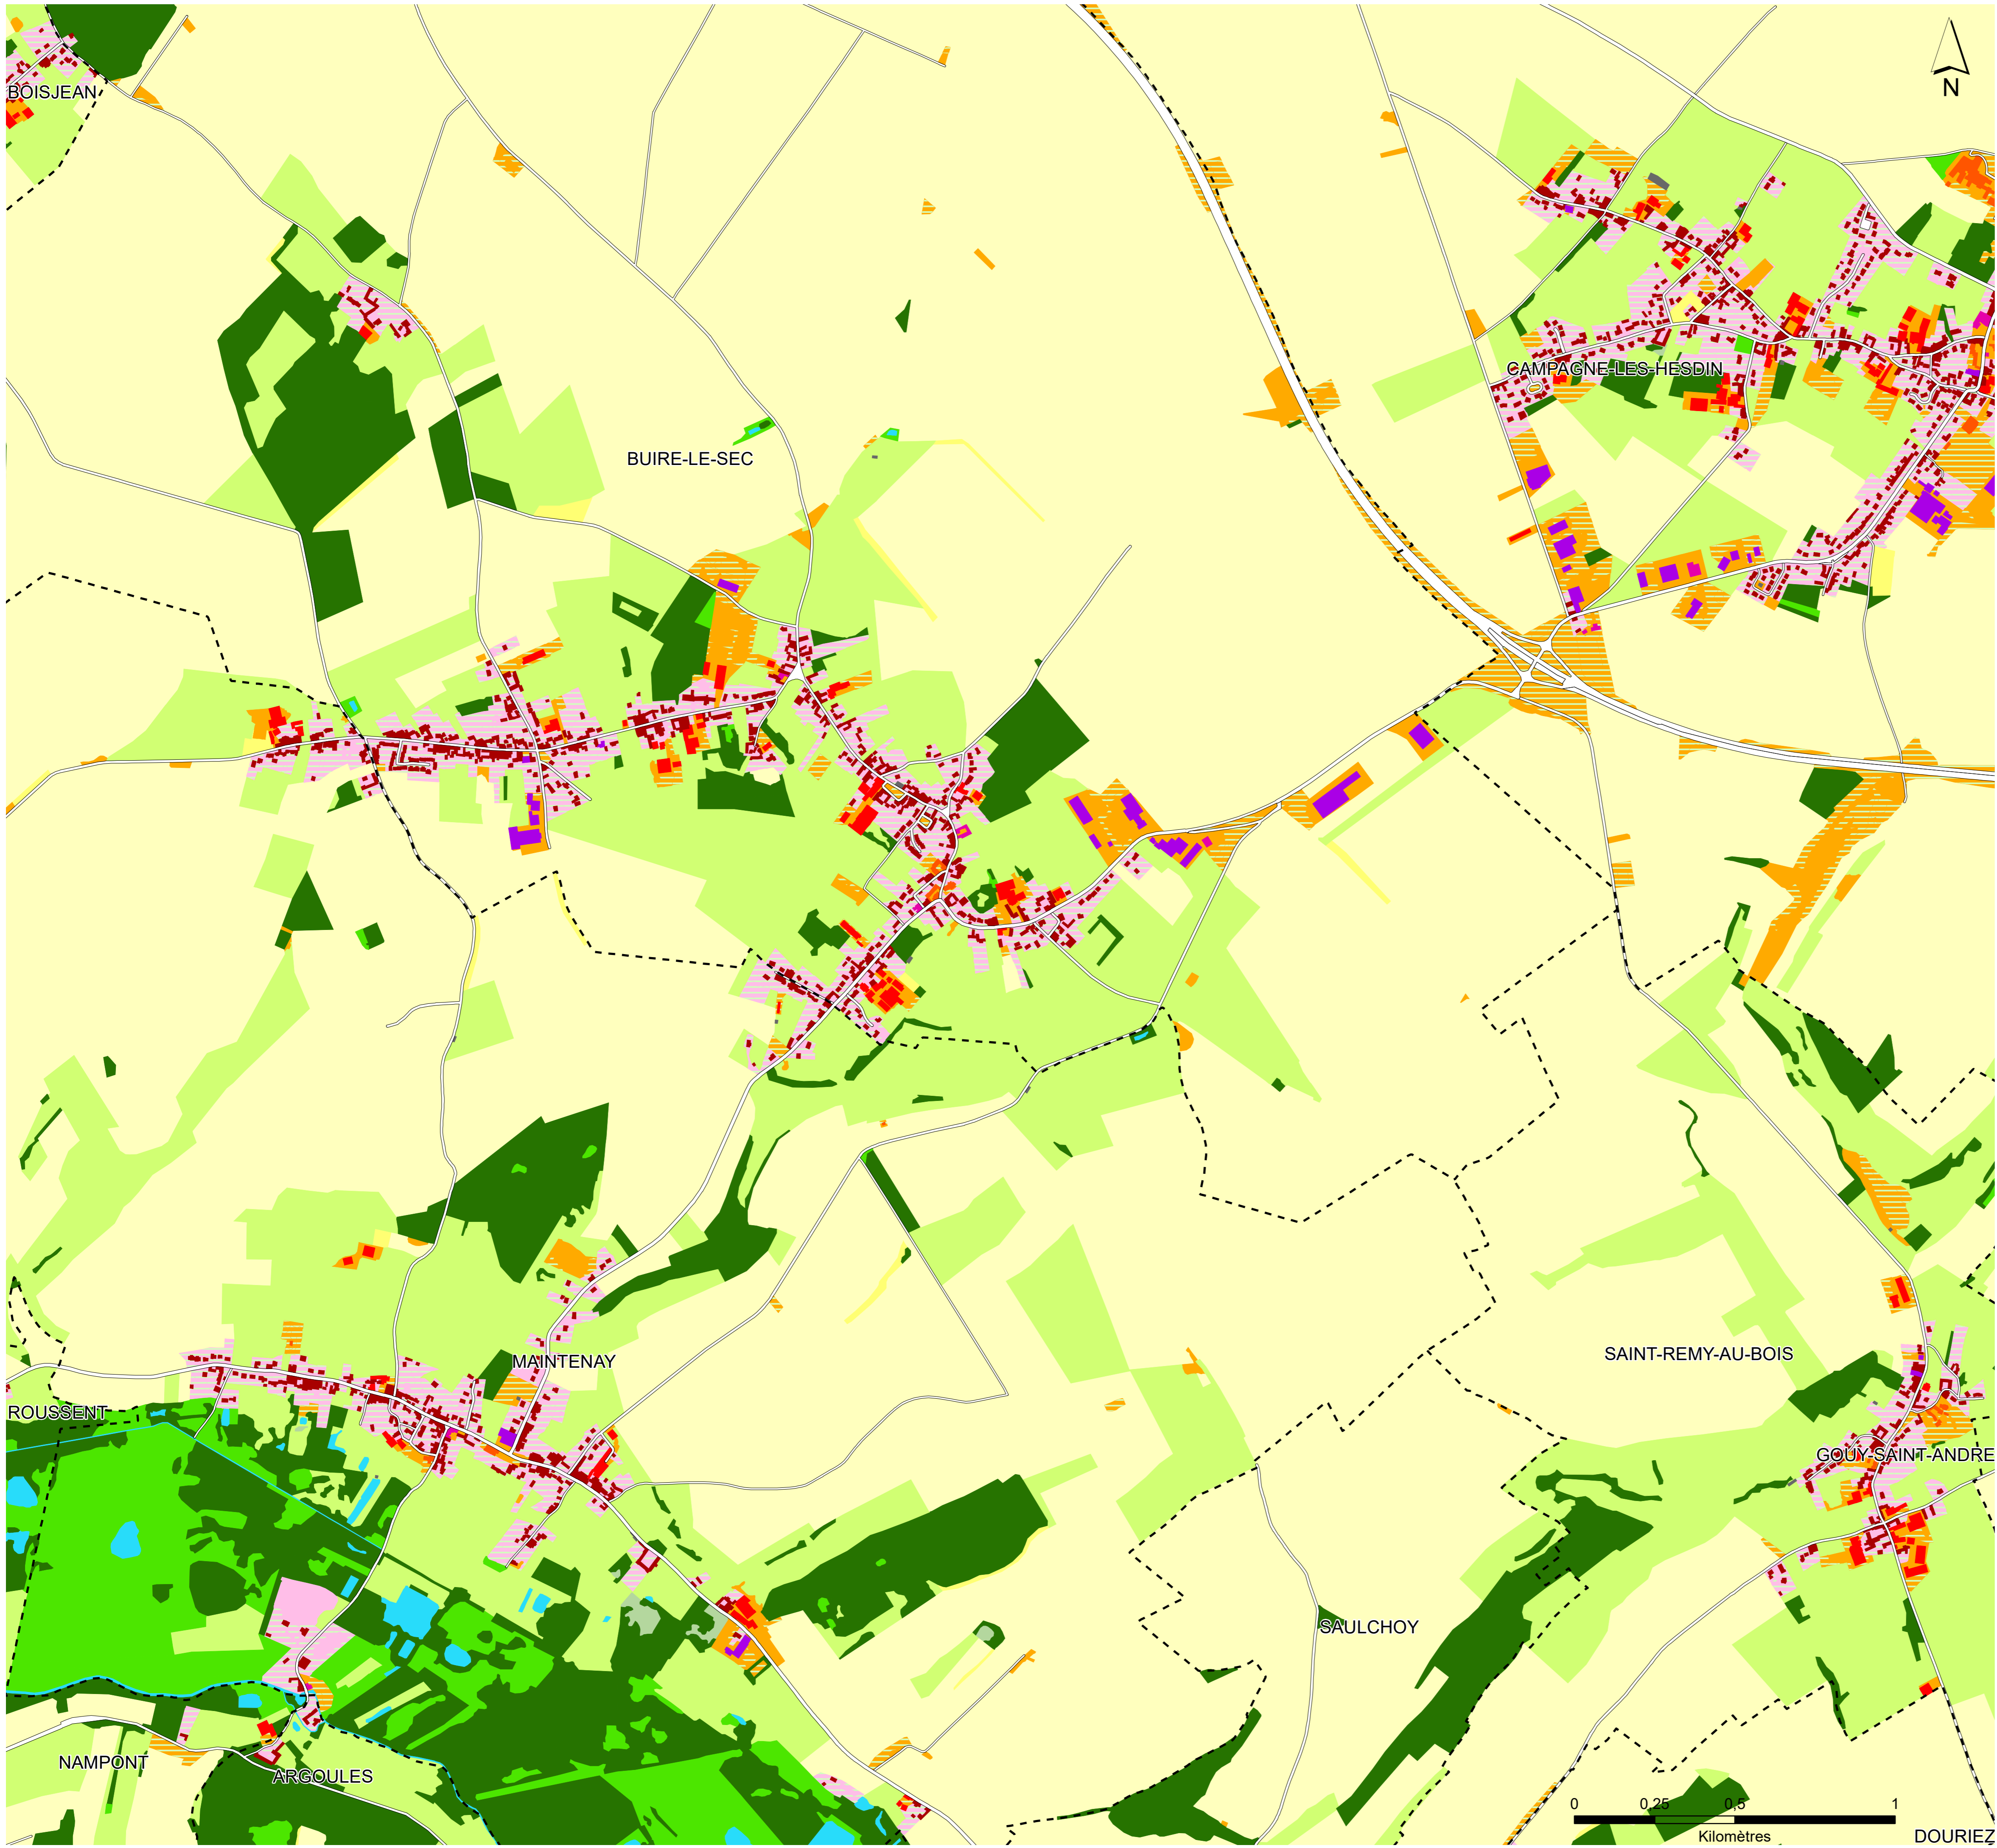 N
BOISJEAN
CAMPAGNE-LES-HESDIN
BUIRE-LE-SEC
MAINTENAY
SAINT-REMY-AU-BOIS
ROUSSENT
GOUY-SAINT-ANDRE
SAULCHOY
NAMPONT
ARGOULES
0 0,25 0,5 1
Kilomètres
DOURIEZ